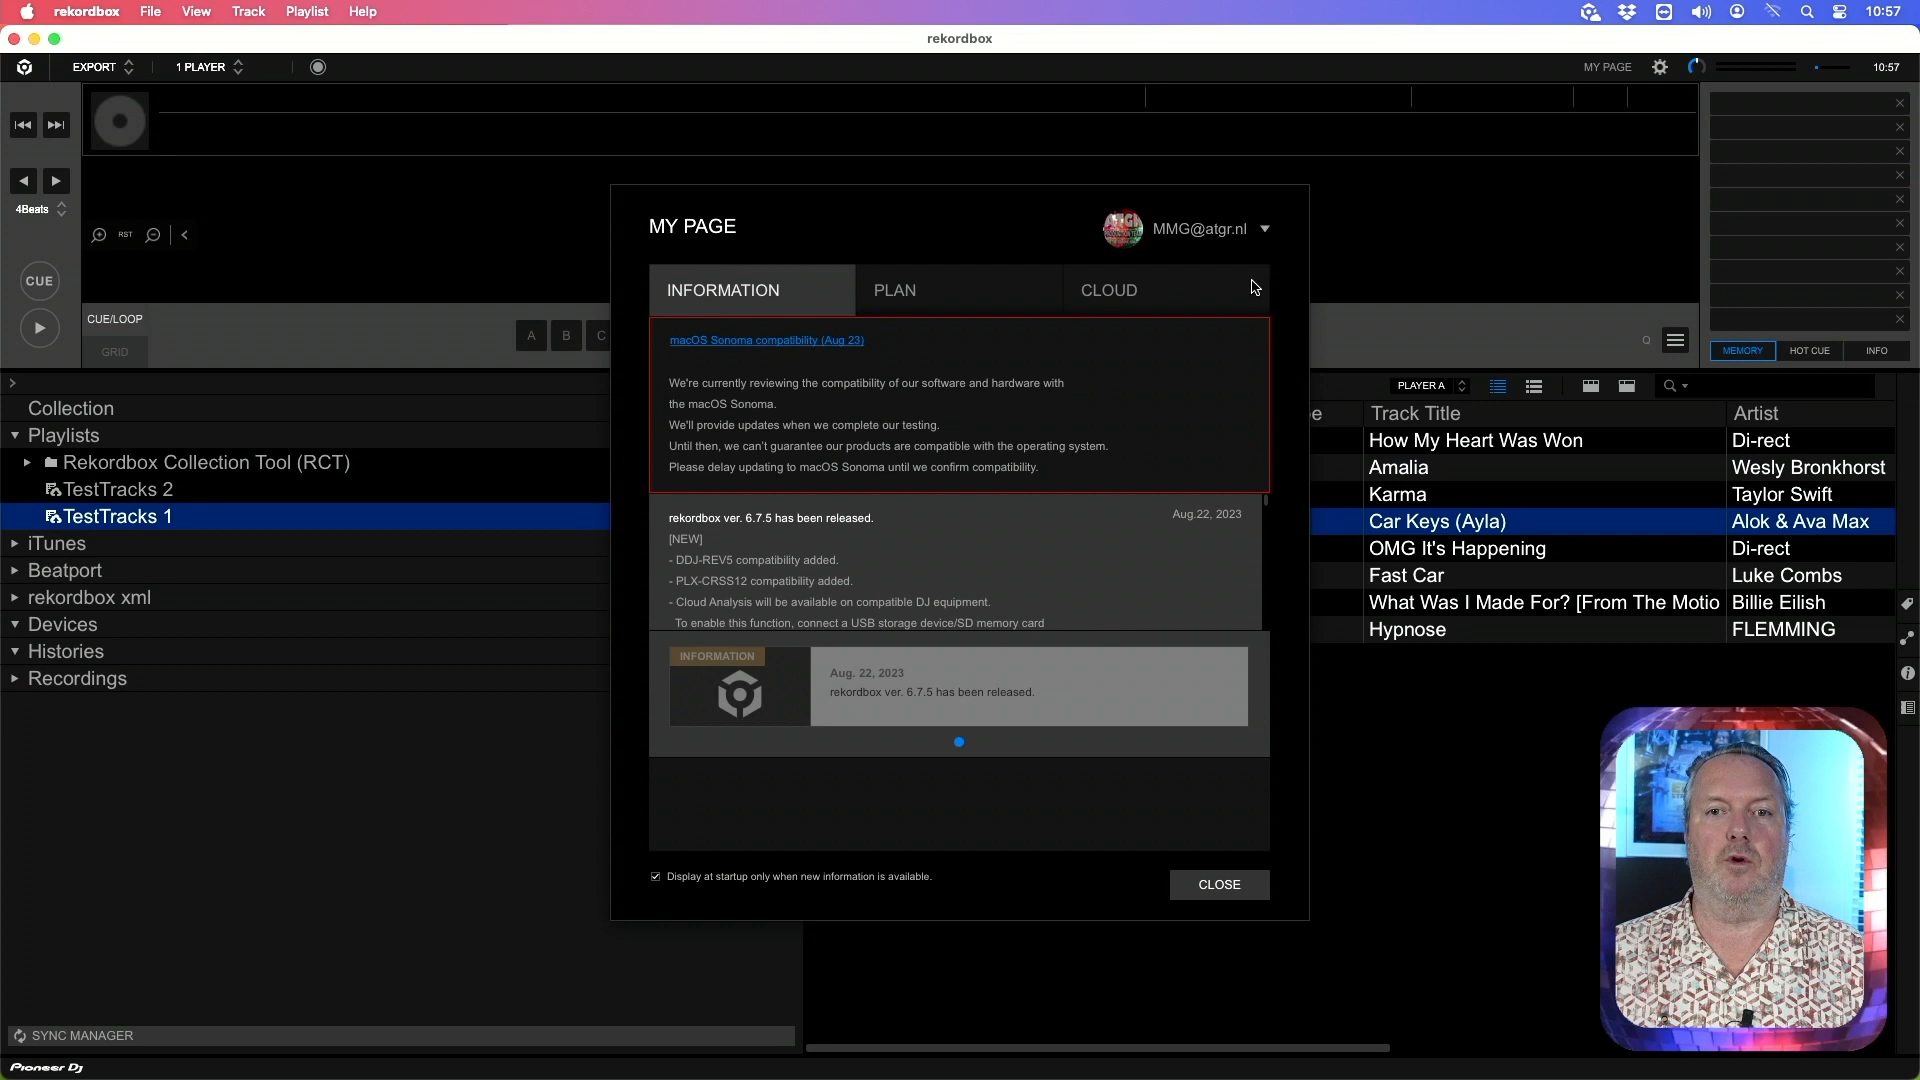 rekordbox File View Track Playlist Help 10:57
rekordbox
EXPORT 1 PLAYER MY PAGE 10:57
4Beats
RST
CUE
CUE/LOOP
GRID
A B C
MEMORY HOT CUE INFO
MY PAGE
MMG@atgr.nl
INFORMATION PLAN CLOUD
macOS Sonoma compatibility (Aug 23)
We're currently reviewing the compatibility of our software and hardware with
the macOS Sonoma.
We'll provide updates when we complete our testing.
Until then, we can't guarantee our products are compatible with the operating system.
Please delay updating to macOS Sonoma until we confirm compatibility.
rekordbox ver. 6.7.5 has been released. Aug.22, 2023
[NEW]
- DDJ-REV5 compatibility added.
- PLX-CRSS12 compatibility added.
- Cloud Analysis will be available on compatible DJ equipment.
To enable this function, connect a USB storage device/SD memory card
INFORMATION
Aug. 22, 2023
rekordbox ver. 6.7.5 has been released.
Display at startup only when new information is available.
CLOSE
Collection
Playlists
Rekordbox Collection Tool (RCT)
TestTracks 2
TestTracks 1
iTunes
Beatport
rekordbox xml
Devices
Histories
Recordings
PLAYER A
e Track Title Artist
How My Heart Was Won Di-rect
Amalia Wesly Bronkhorst
Karma Taylor Swift
Car Keys (Ayla) Alok & Ava Max
OMG It's Happening Di-rect
Fast Car Luke Combs
What Was I Made For? [From The Motio Billie Eilish
Hypnose FLEMMING
SYNC MANAGER
Pioneer Dj